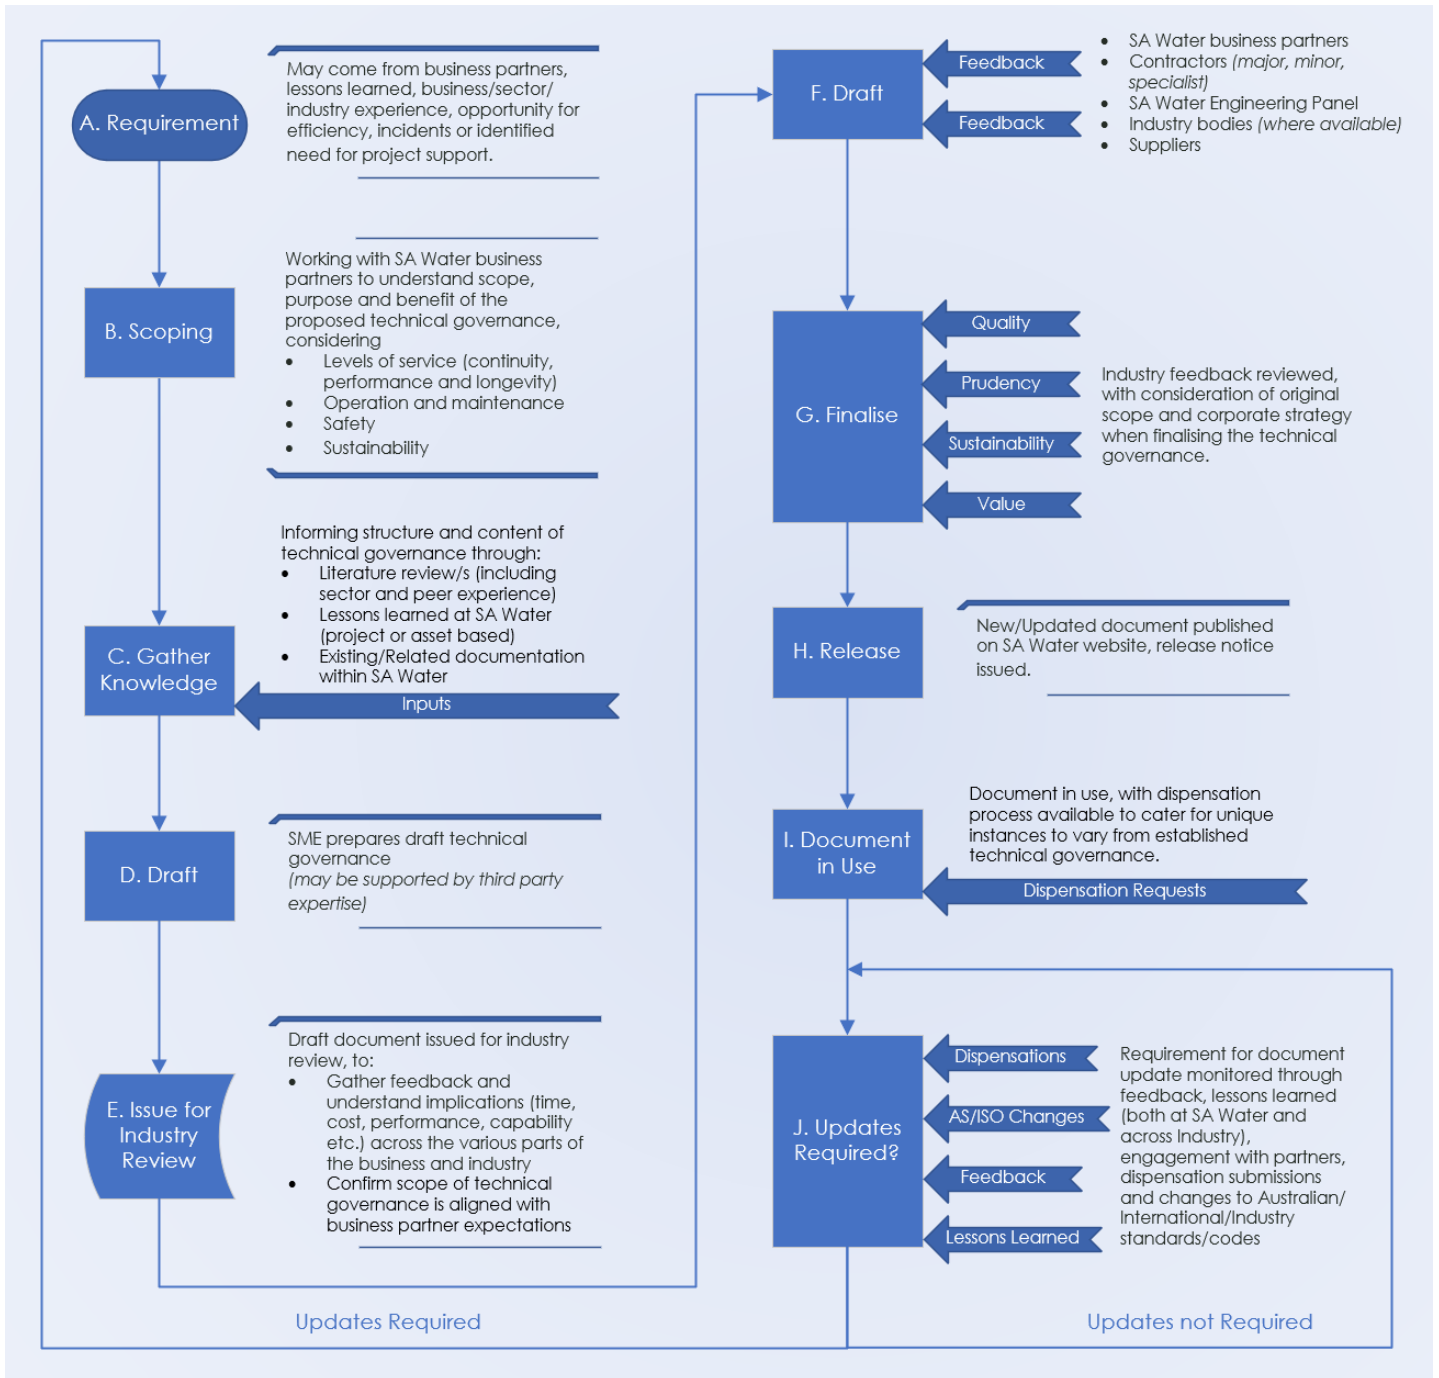 A. Requirement
May come from business partners,
lessons learned, business/sector/
industry experience, opportunity for
efficiency, incidents or identified
need for project support.
B. Scoping
Working with SA Water business
partners to understand scope,
purpose and benefit of the
proposed technical governance,
considering
• Levels of service (continuity,
performance and longevity)
• Operation and maintenance
• Safety
• Sustainability
C. Gather
Knowledge
Informing structure and content of
technical governance through:
• Literature review/s (including
sector and peer experience)
• Lessons learned at SA Water
(project or asset based)
• Existing/Related documentation
within SA Water
Inputs
D. Draft
SME prepares draft technical
governance
(may be supported by third party
expertise)
E. Issue for
Industry
Review
Draft document issued for industry
review, to:
• Gather feedback and
understand implications (time,
cost, performance, capability
etc.) across the various parts of
the business and industry
• Confirm scope of technical
governance is aligned with
business partner expectations
F. Draft
Feedback
Feedback
• SA Water business partners
• Contractors (major, minor,
specialist)
• SA Water Engineering Panel
• Industry bodies (where available)
• Suppliers
G. Finalise
Quality
Prudency
Sustainability
Value
Industry feedback reviewed,
with consideration of original
scope and corporate strategy
when finalising the technical
governance.
H. Release
New/Updated document published
on SA Water website, release notice
issued.
I. Document
in Use
Document in use, with dispensation
process available to cater for unique
instances to vary from established
technical governance.
Dispensation Requests
J. Updates
Required?
Dispensations
AS/ISO Changes
Feedback
Lessons Learned
Requirement for document
update monitored through
feedback, lessons learned
(both at SA Water and
across Industry),
engagement with partners,
dispensation submissions
and changes to Australian/
International/Industry
standards/codes
Updates Required
Updates not Required